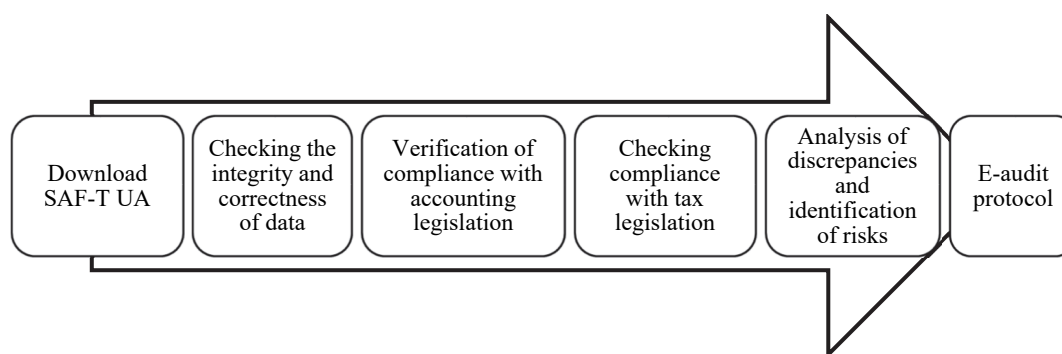 Download
SAF-T UA
Checking the
integrity and
correctness
of data
Verification of
compliance with
accounting
legislation
Checking
compliance
with tax
legislation
Analysis of
discrepancies
and
identification
of risks
E-audit
protocol